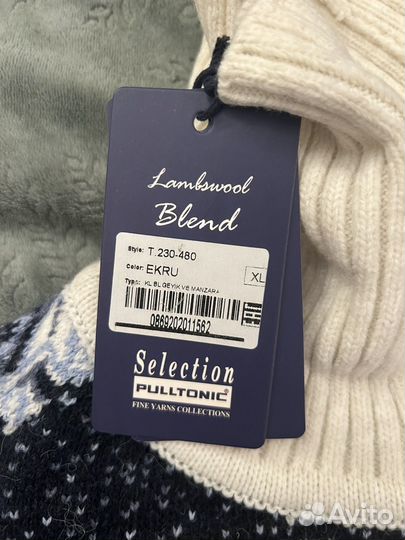 Lambswool
Blend
Style: T.230-480
Color: EKRU
XL
Type: KL BL GEYIK VE MANZARA
0869202011562
EAC
Selection
PULLTONIC®
FINE YARNS COLLECTIONS
Avito